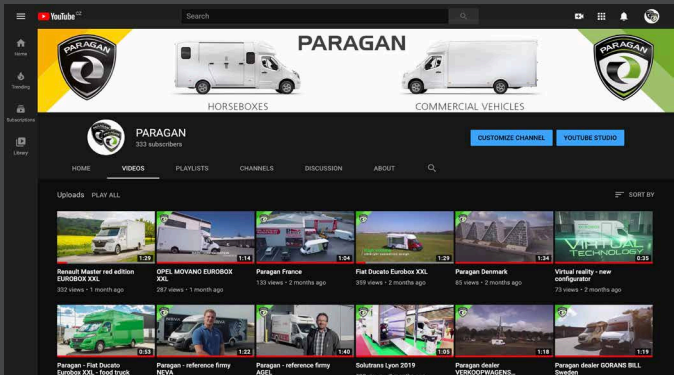 YouTube CZ
Search
Home
Trending
Subscriptions
Library
PARAGAN
PARAGAN
PARAGAN
HORSEBOXES
COMMERCIAL VEHICLES
PARAGAN
333 subscribers
CUSTOMIZE CHANNEL
YOUTUBE STUDIO
HOME
VIDEOS
PLAYLISTS
CHANNELS
DISCUSSION
ABOUT
Uploads
PLAY ALL
SORT BY
1:29
1:14
1:04
1:29
1:34
VIRTUAL
TECHNOLOGY
0:35
Renault Master red edition
EUROBOX XXL
332 views • 1 month ago
OPEL MOVANO EUROBOX
XXL
287 views • 1 month ago
Paragan France
133 views • 2 months ago
Fiat Ducato Eurobox XXL
359 views • 2 months ago
Paragan Denmark
85 views • 2 months ago
Virtual reality - new
configurator
73 views • 2 months ago
0:53
1:22
1:40
1:05
1:18
1:19
Paragan - Fiat Ducato
Eurobox XXL - food truck
Paragan - reference firmy
NEVA
Paragan - reference firmy
AGEL
Solutrans Lyon 2019
Paragan dealer
VERKOOPWAGENS...
Paragan dealer GORANS BILL
Sweden